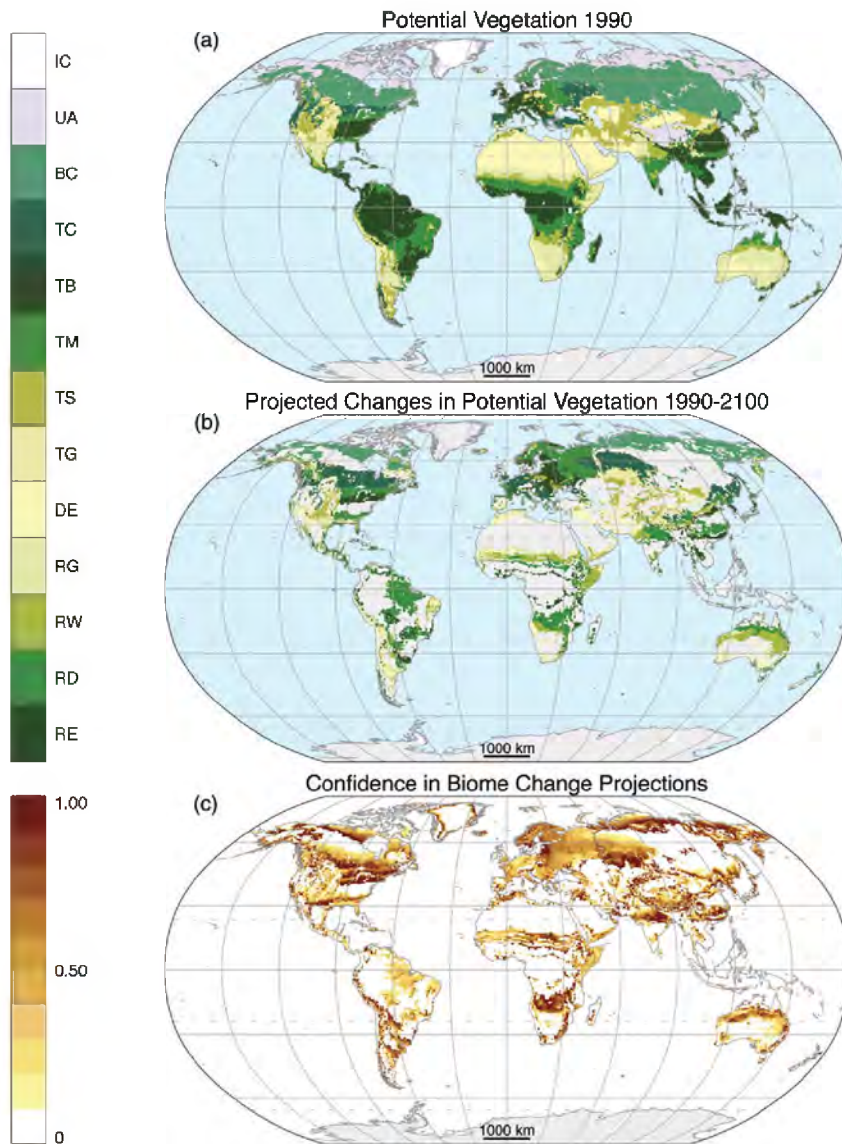 Potential Vegetation 1990
(a)
IC
UA
BC
TC
TB
TM
TS
TG
DE
RG
RW
RD
RE
1000 km
Projected Changes in Potential Vegetation 1990-2100
(b)
1000 km
Confidence in Biome Change Projections
(c)
1.00
0.50
0
1000 km